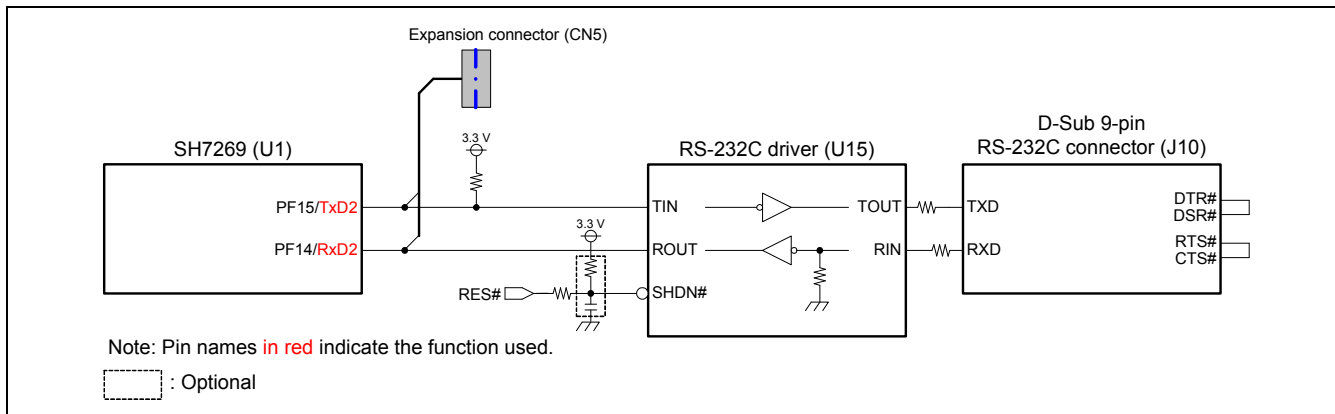 Expansion connector (CN5)
D-Sub 9-pin
RS-232C connector (J10)
SH7269 (U1)
3.3 V
RS-232C driver (U15)
PF15/TxD2
TIN
TOUT
TXD
DTR#
DSR#
3.3 V
PF14/RxD2
ROUT
RIN
RXD
RTS#
CTS#
RES#
SHDN#
Note: Pin names in red indicate the function used.
: Optional